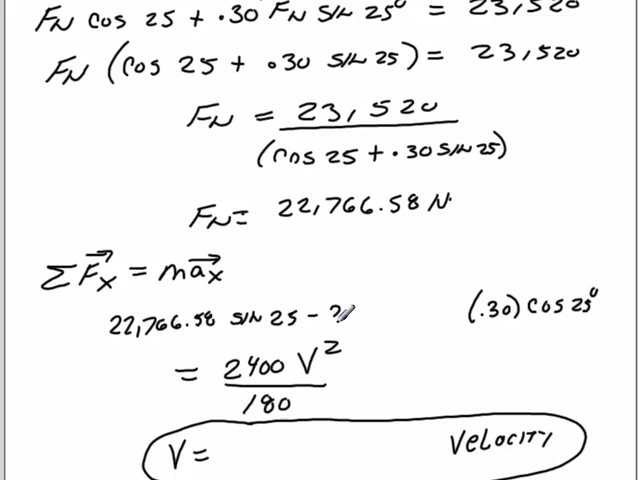 FN cos 25 + .30 FN sin 25° = 23,520
FN (cos 25 + .30 sin 25) = 23,520
FN = 23,520 / (cos 25 + .30 sin 25)
FN = 22,766.58 N.
ΣF⃗x = ma⃗x
22,766.58 sin 25 – (.30) cos 25°
= 2400 V² / 180
V = Velocity